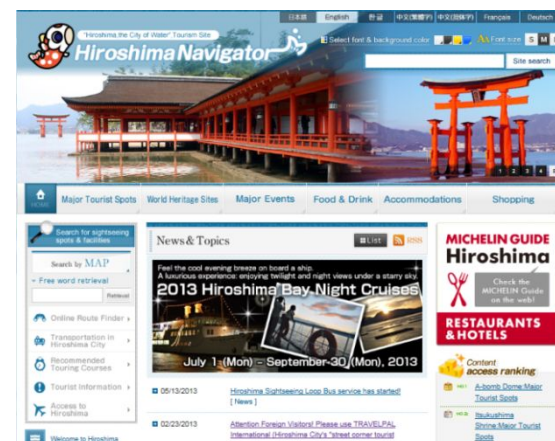 日本語 English 한글 中文(繁體字) 中文(简体字) Français Deutsch
"Hiroshima the City of Water" Tourism Site
Hiroshima Navigator
Select font & background color
Font size S M
Site search
1 2 3 4
HOME
Major Tourist Spots
World Heritage Sites
Major Events
Food & Drink
Accommodations
Shopping
Search for sightseeing
spots & facilities
Search by MAP
Free word retrieval
Retrieval
Online Route Finder
Transportation in
Hiroshima City
Recommended
Touring Courses
Tourist Information
Access to
Hiroshima
Welcome to Hiroshima
News & Topics
List
RSS
Feel the cool evening breeze on board a ship.
A luxurious experience: enjoying twilight and night views under a starry sky.
2013 Hiroshima Bay Night Cruises
July 1 (Mon) - September 30 (Mon), 2013
05/13/2013
Hiroshima Sightseeing Loop Bus service has started!
[ News ]
02/23/2013
Attention Foreign Visitors! Please use TRAVELPAL
International (Hiroshima City's "street corner tourist
MICHELIN GUIDE
Hiroshima
Check the
MICHELIN Guide
on the web!
RESTAURANTS
& HOTELS
Content
access ranking
A-bomb Dome:Major
Tourist Spots
Itsukushima
Shrine:Major Tourist
Spots